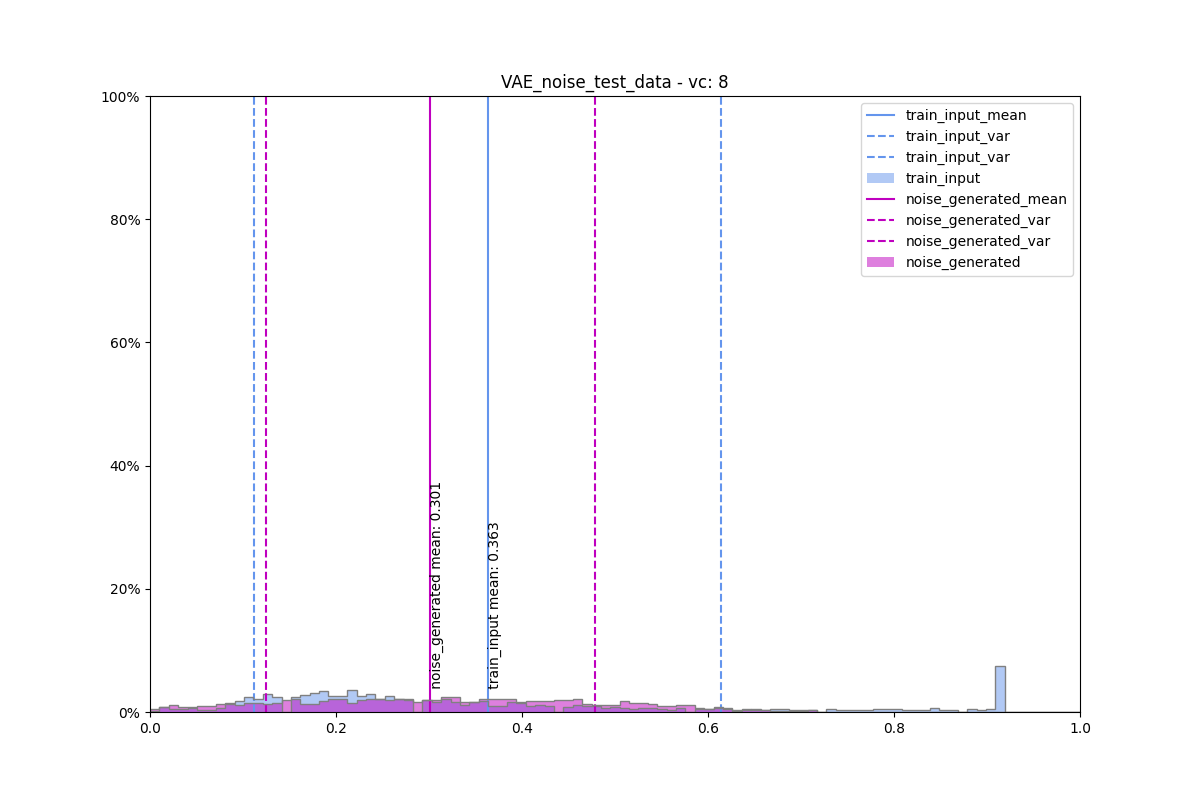 VAE_noise_test_data - vc: 8
100%
80%
60%
40%
20%
0%
0.0
0.2
0.4
0.6
0.8
1.0
train_input_mean
train_input_var
train_input_var
train_input
noise_generated_mean
noise_generated_var
noise_generated_var
noise_generated
noise_generated mean: 0.301
train_input mean: 0.363